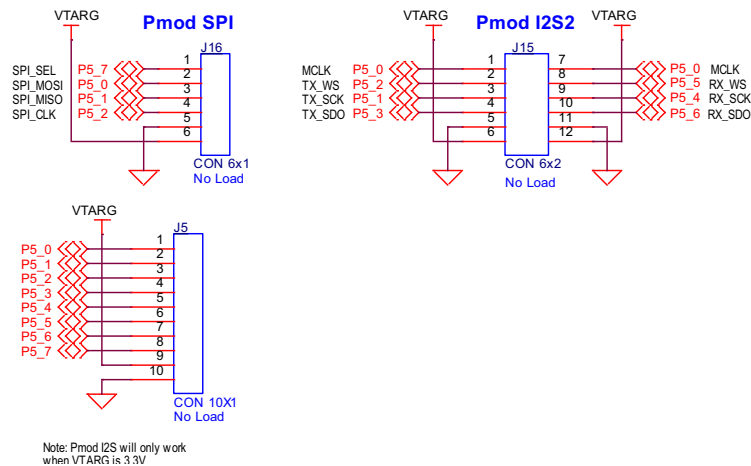 VTARG
Pmod SPI
J16
SPI_SEL P5_7 1
SPI_MOSI P5_0 2
SPI_MISO P5_1 3
SPI_CLK P5_2 4
5
6
CON 6x1
No Load
VTARG Pmod I2S2 VTARG
J15
MCLK P5_0 1 7 P5_0 MCLK
TX_WS P5_2 2 8 P5_5 RX_WS
TX_SCK P5_1 3 9 P5_4 RX_SCK
TX_SDO P5_3 4 10 P5_6 RX_SDO
5 11
6 12
CON 6x2
No Load
VTARG
J5
P5_0 1
P5_1 2
P5_2 3
P5_3 4
P5_4 5
P5_5 6
P5_6 7
P5_7 8
9
10
CON 10X1
No Load
Note: Pmod I2S will only work
when VTARG is 3.3V